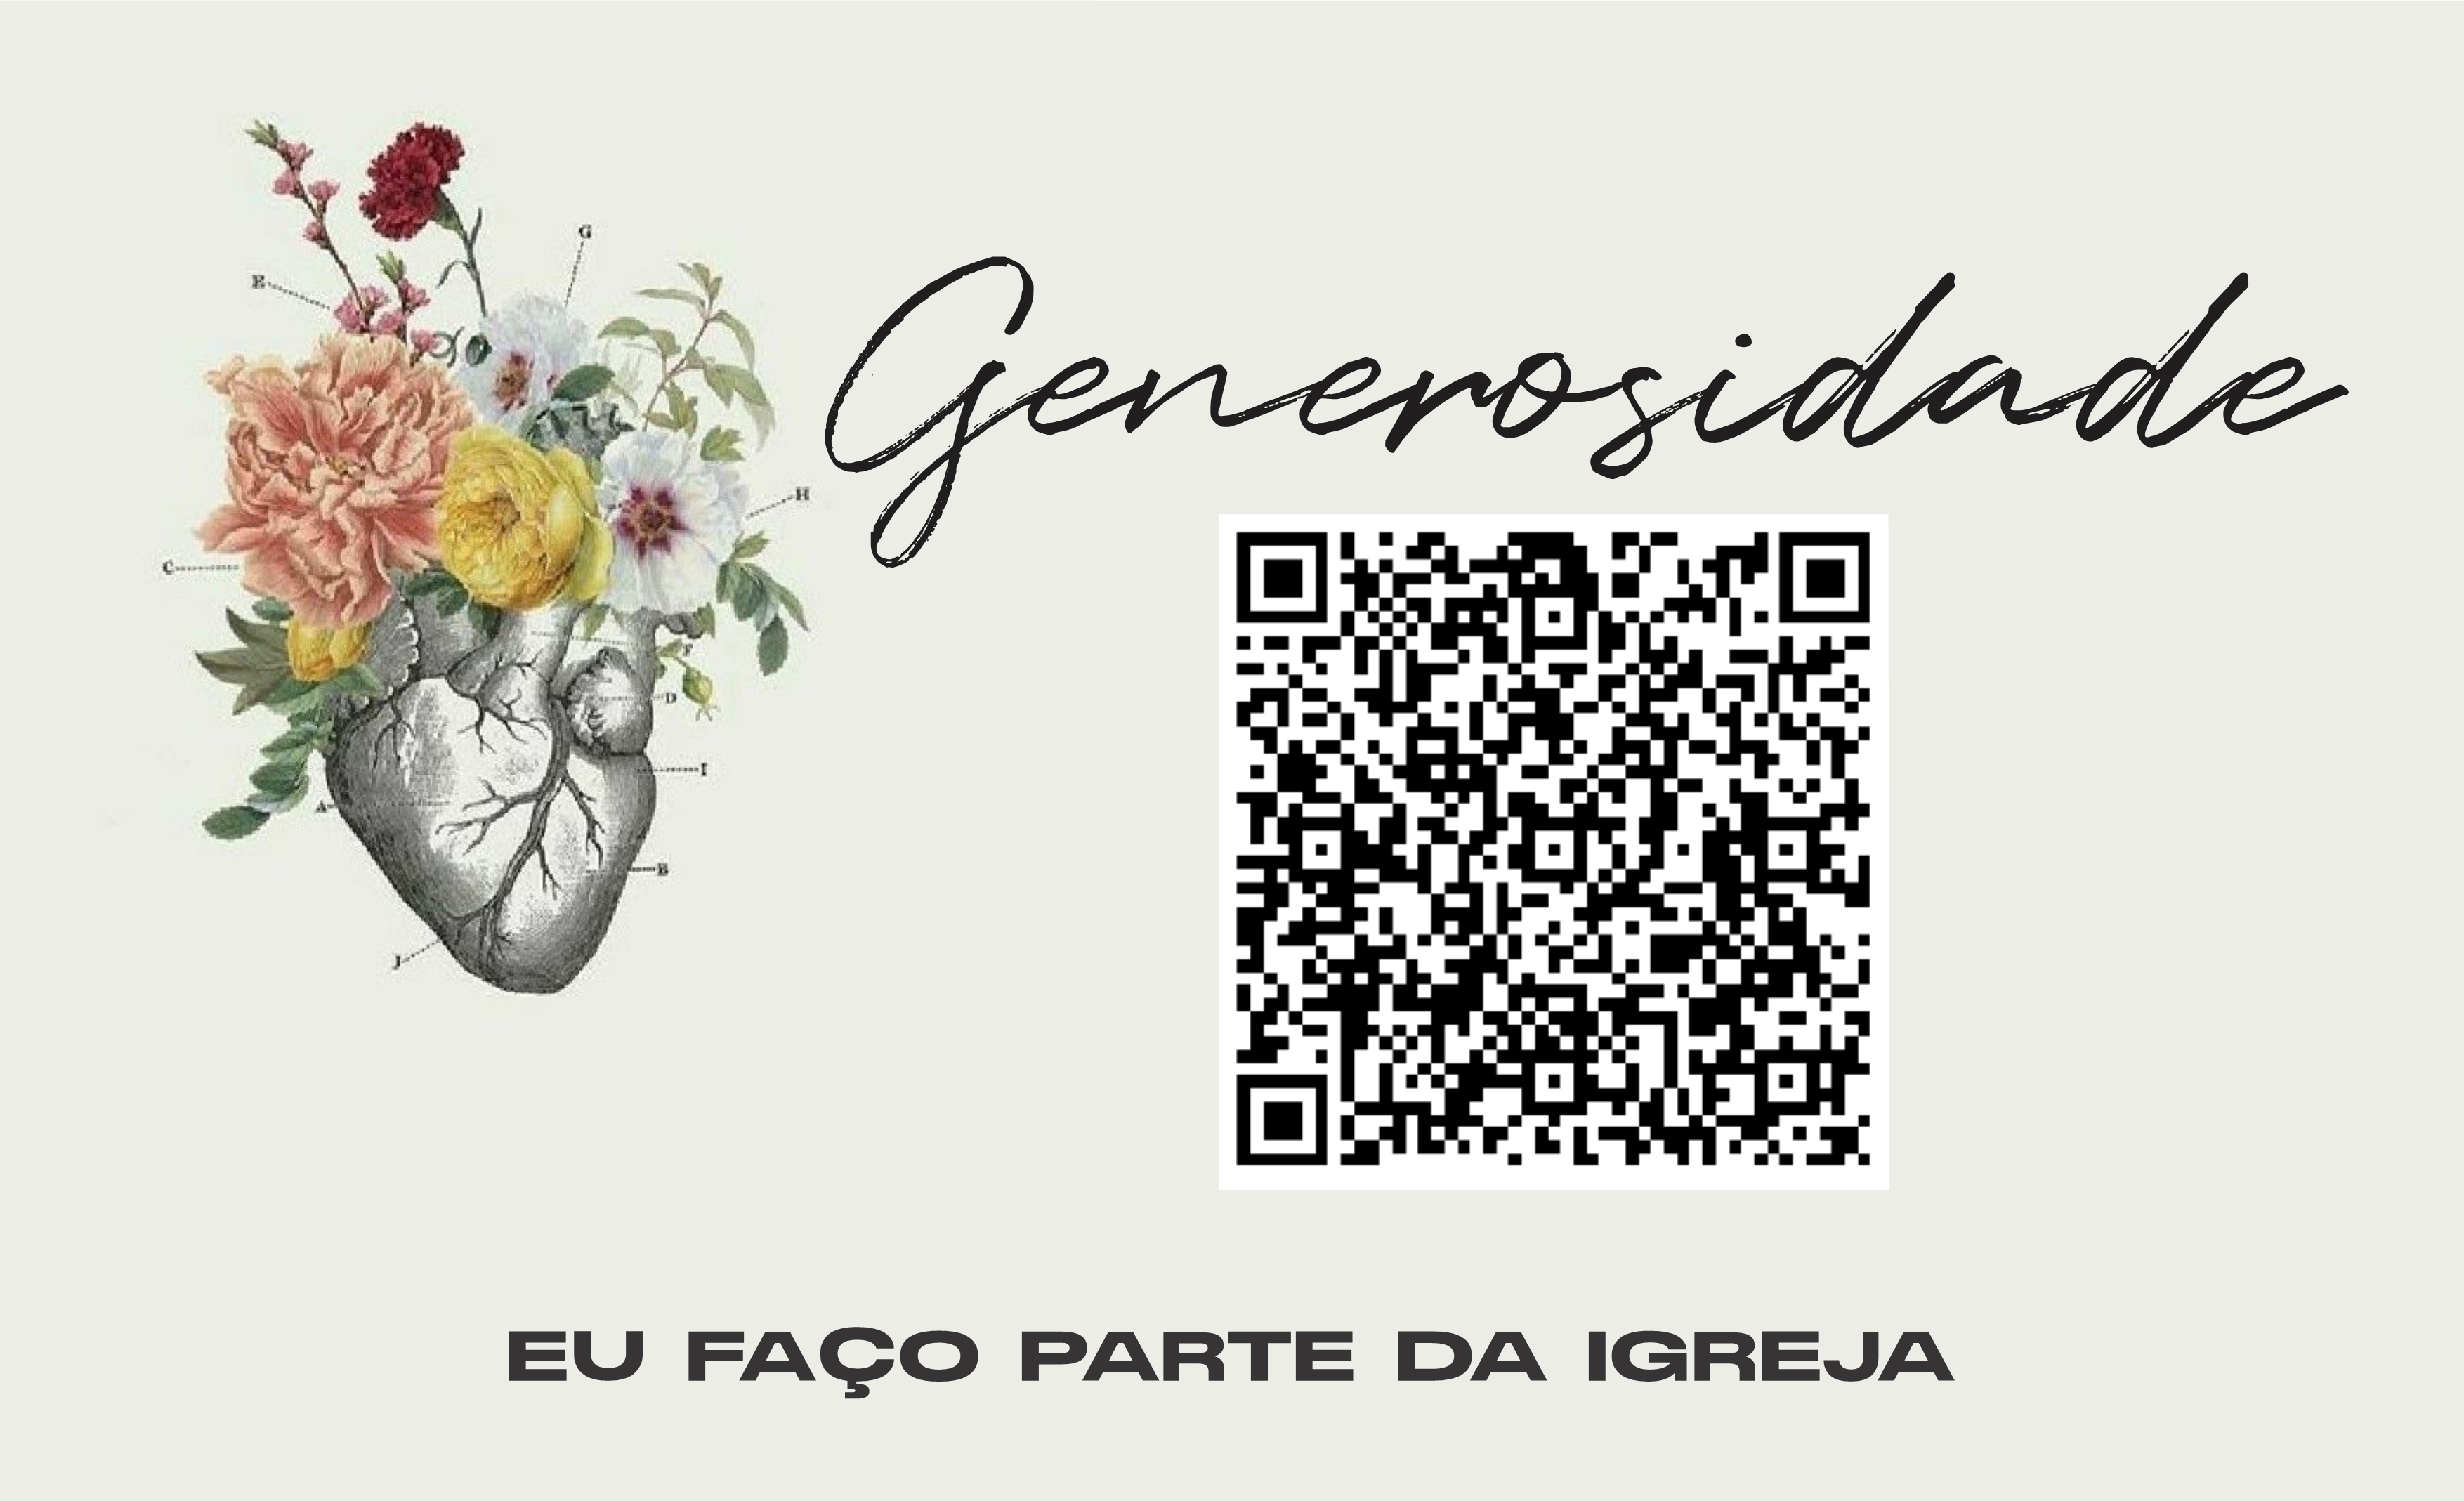 Generosidade
G
E
H
C
F
D
I
A
B
J
EU FAÇO PARTE DA IGREJA